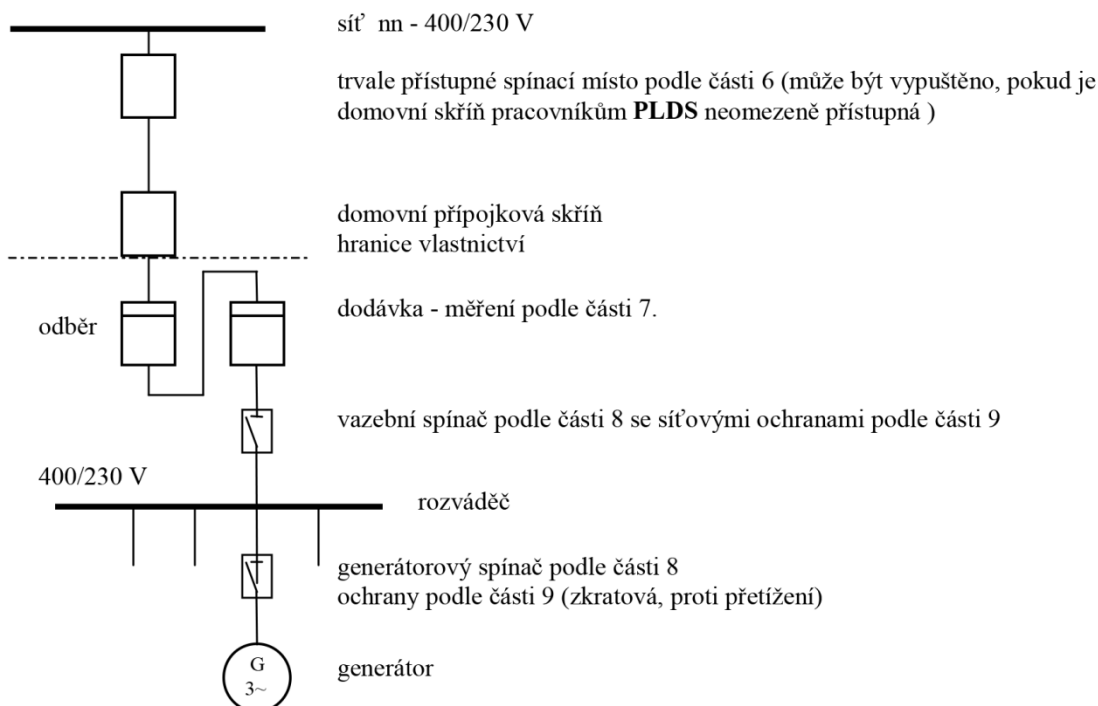 síť nn - 400/230 V
trvale přístupné spínací místo podle části 6 (může být vypuštěno, pokud je
domovní skříň pracovníkům PLDS neomezeně přístupná )
domovní přípojková skříň
hranice vlastnictví
odběr
dodávka - měření podle části 7.
vazební spínač podle části 8 se síťovými ochranami podle části 9
400/230 V
rozváděč
generátorový spínač podle části 8
ochrany podle části 9 (zkratová, proti přetížení)
G
3~
generátor